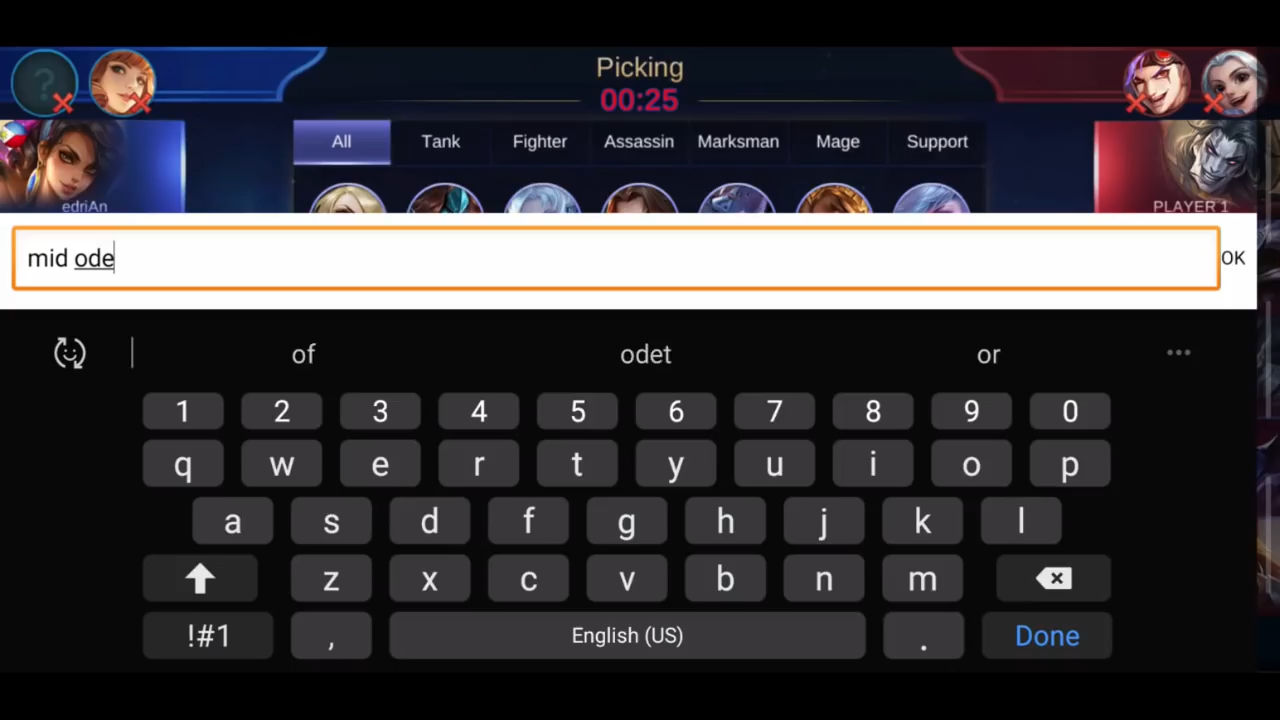 Picking
00:25
All Tank Fighter Assassin Marksman Mage Support
edriAn
PLAYER 1
mid ode
OK
of odet or
1 2 3 4 5 6 7 8 9 0
q w e r t y u i o p
a s d f g h j k l
z x c v b n m
!#1 , English (US) . Done